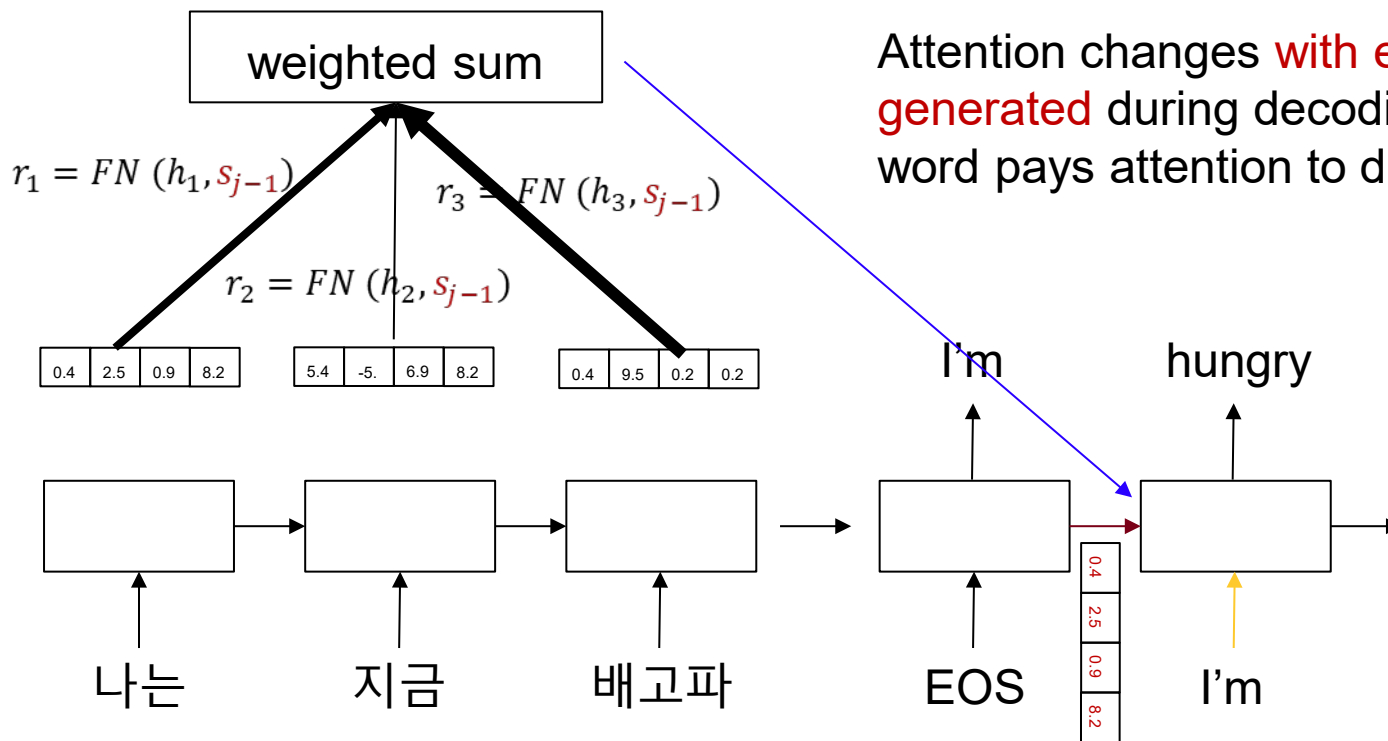 weighted sum
Attention changes with e
generated during decodi
word pays attention to d
r₁ = FN (h₁, sⱼ₋₁)
r₃ = FN (h₃, sⱼ₋₁)
r₂ = FN (h₂, sⱼ₋₁)
0.4 2.5 0.9 8.2
5.4 -5. 6.9 8.2
0.4 9.5 0.2 0.2
I'm hungry
0.4
2.5
0.9
8.2
나는 지금 배고파 EOS I'm